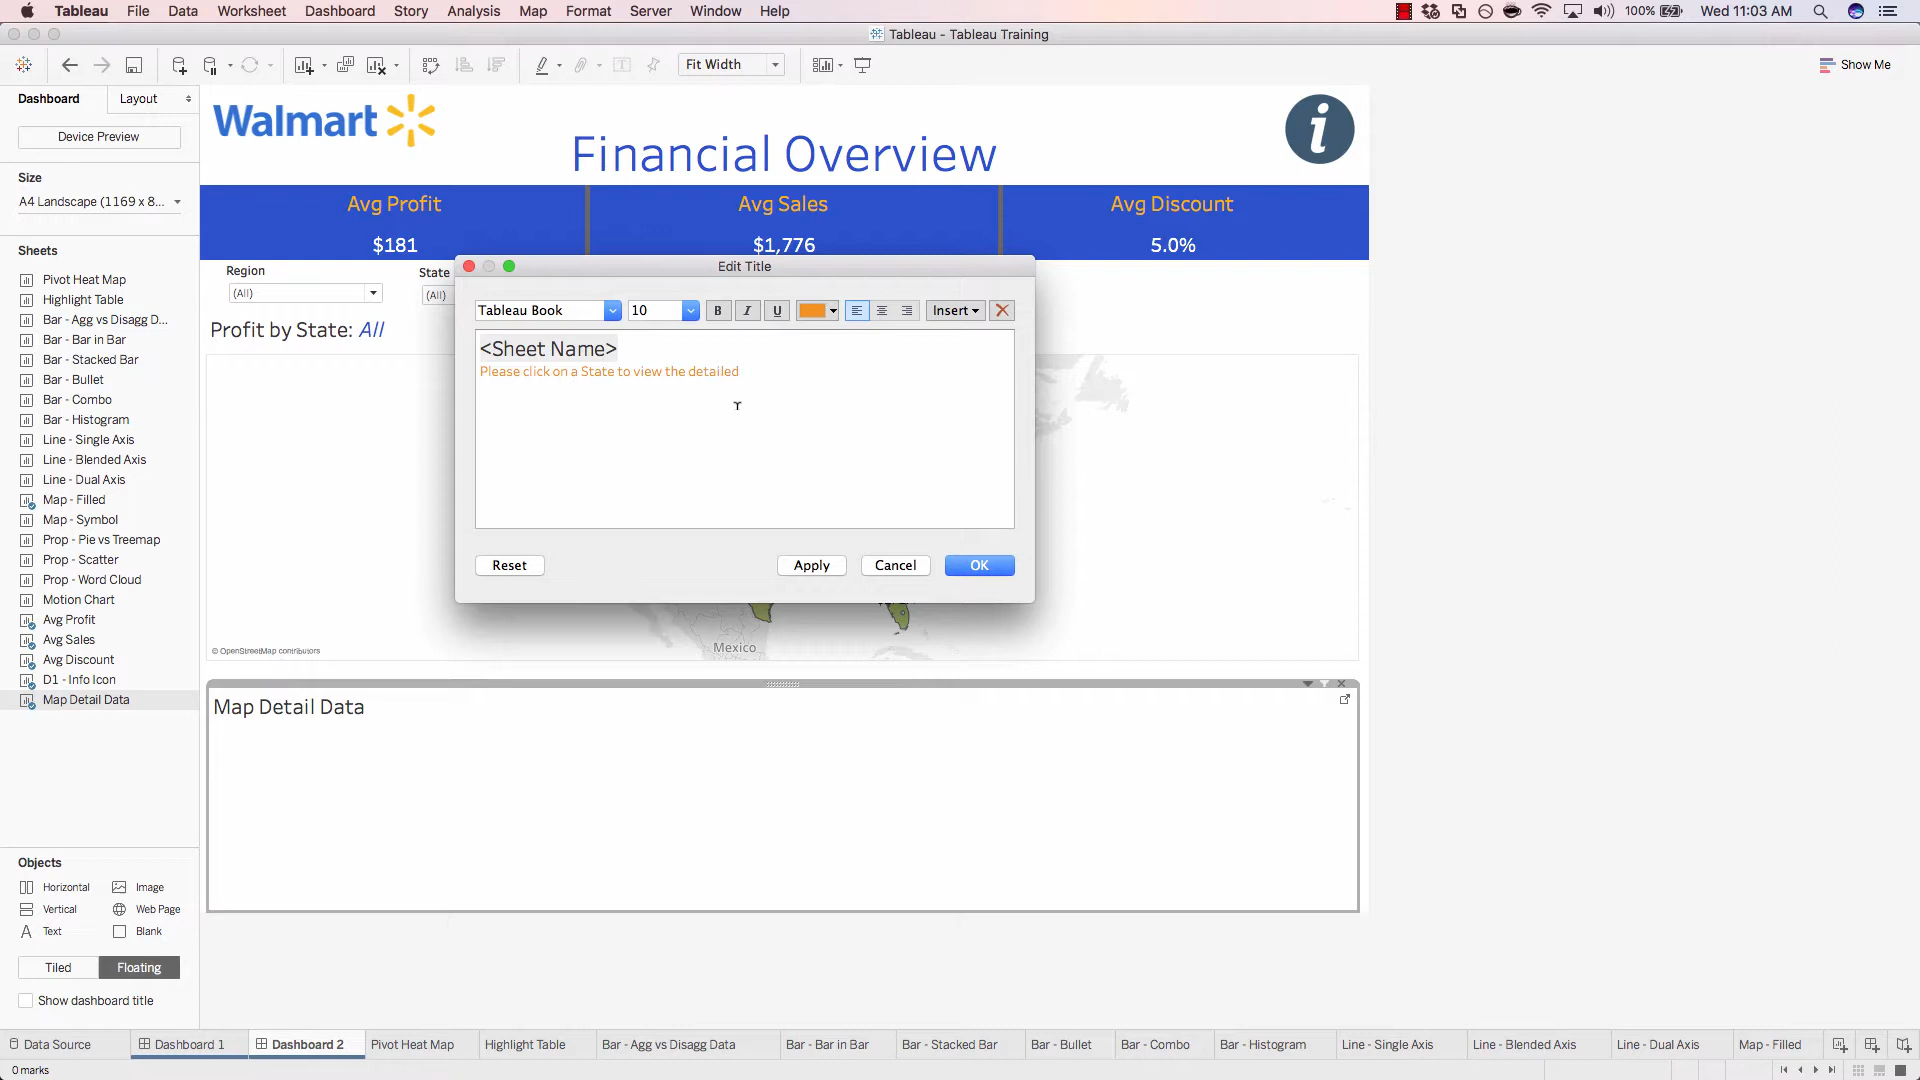 Tableau File Data Worksheet Dashboard Story Analysis Map Format Server Window Help 100% Wed 11:03 AM
Tableau - Tableau Training
Fit Width Show Me
Dashboard Layout
Device Preview
Size
A4 Landscape (1169 x 8...
Sheets
Pivot Heat Map
Highlight Table
Bar - Agg vs Disagg D...
Bar - Bar in Bar
Bar - Stacked Bar
Bar - Bullet
Bar - Combo
Bar - Histogram
Line - Single Axis
Line - Blended Axis
Line - Dual Axis
Map - Filled
Map - Symbol
Prop - Pie vs Treemap
Prop - Scatter
Prop - Word Cloud
Motion Chart
Avg Profit
Avg Sales
Avg Discount
D1 - Info Icon
Map Detail Data
Objects
Horizontal Image
Vertical Web Page
A Text Blank
Tiled Floating
Show dashboard title
Walmart
i
Financial Overview
Avg Profit Avg Sales Avg Discount
$181 $1,776 5.0%
Region State
(All) (All)
Profit by State: All
Edit Title
Tableau Book 10 B I U Insert
<Sheet Name>
Please click on a State to view the detailed
Reset Apply Cancel OK
© OpenStreetMap contributors
Mexico
Map Detail Data
Data Source Dashboard 1 Dashboard 2 Pivot Heat Map Highlight Table Bar - Agg vs Disagg Data Bar - Bar in Bar Bar - Stacked Bar Bar - Bullet Bar - Combo Bar - Histogram Line - Single Axis Line - Blended Axis Line - Dual Axis Map - Filled
0 marks